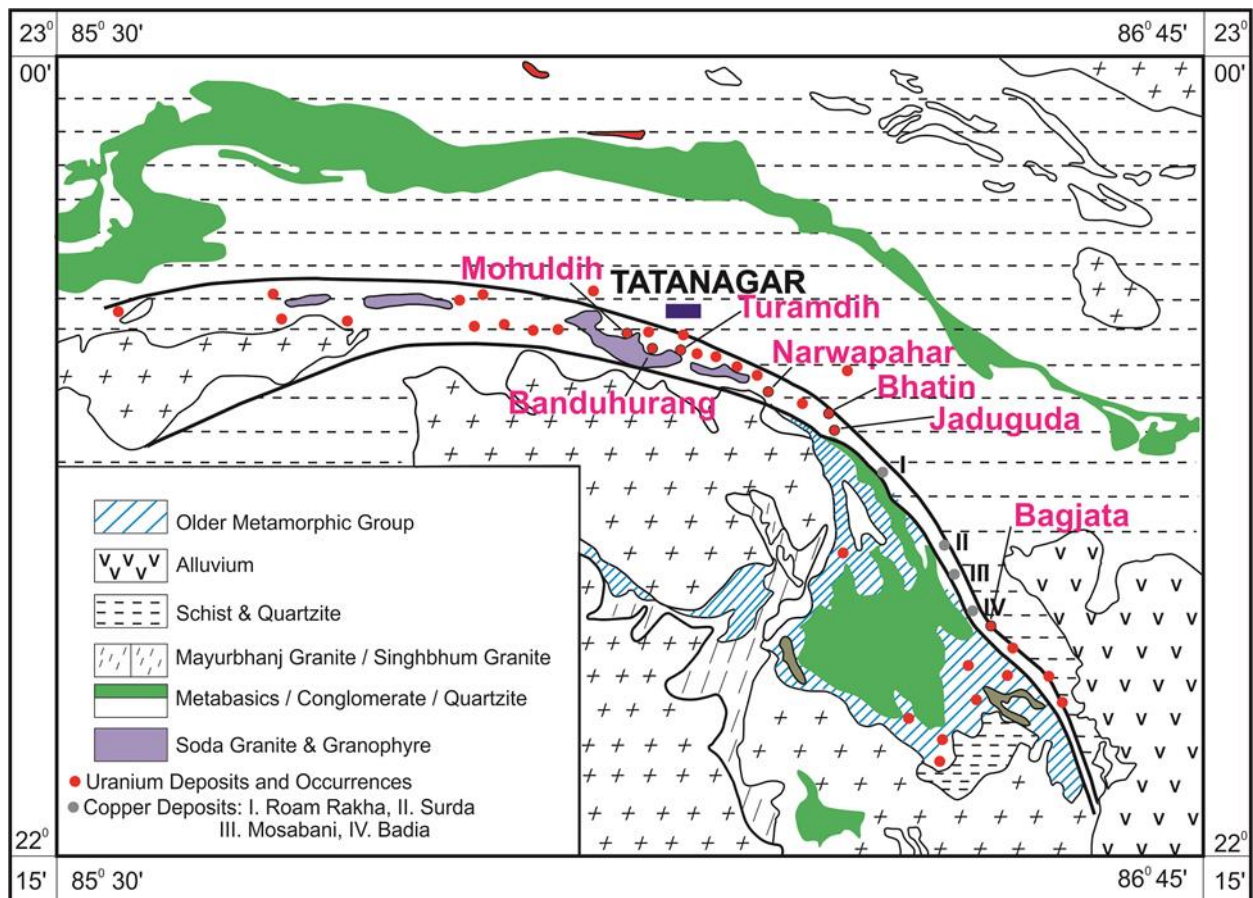 23⁰ 85⁰ 30' 86⁰ 45' 23⁰
00' 00'
Mohuldih
TATANAGAR
Turamdih
Narwapahar
Banduhurang
Bhatin
Jaduguda
I
Bagjata
II
III
IV
Older Metamorphic Group
Alluvium
Schist & Quartzite
Mayurbhanj Granite / Singhbhum Granite
Metabasics / Conglomerate / Quartzite
Soda Granite & Granophyre
Uranium Deposits and Occurrences
Copper Deposits: I. Roam Rakha, II. Surda
III. Mosabani, IV. Badia
22⁰ 22⁰
15' 85⁰ 30' 86⁰ 45' 15'